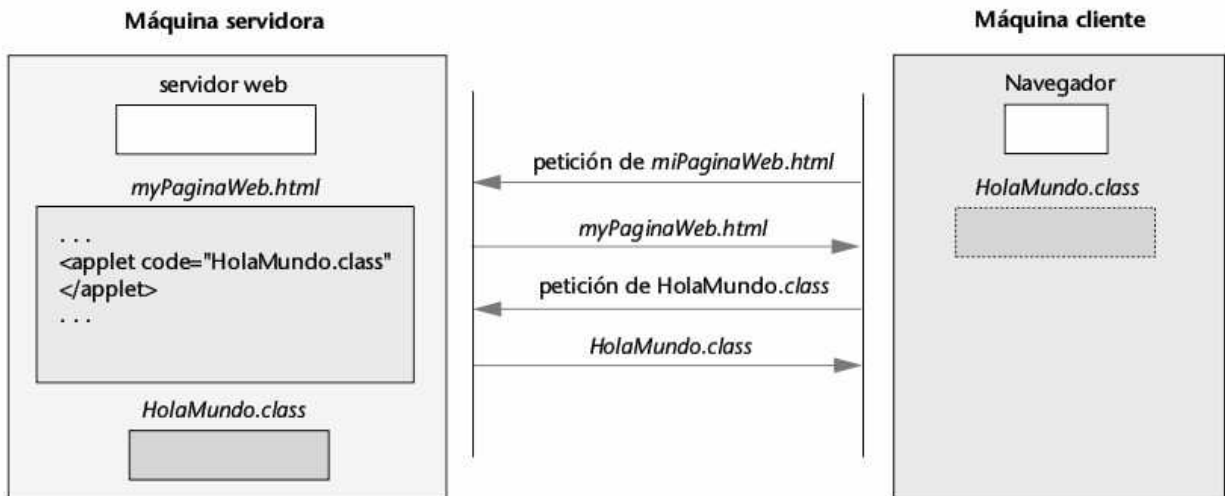 Máquina servidora
servidor web
myPaginaWeb.html
. . .
<applet code="HolaMundo.class"
</applet>
. . .
HolaMundo.class
petición de miPaginaWeb.html
myPaginaWeb.html
petición de HolaMundo.class
HolaMundo.class
Máquina cliente
Navegador
HolaMundo.class